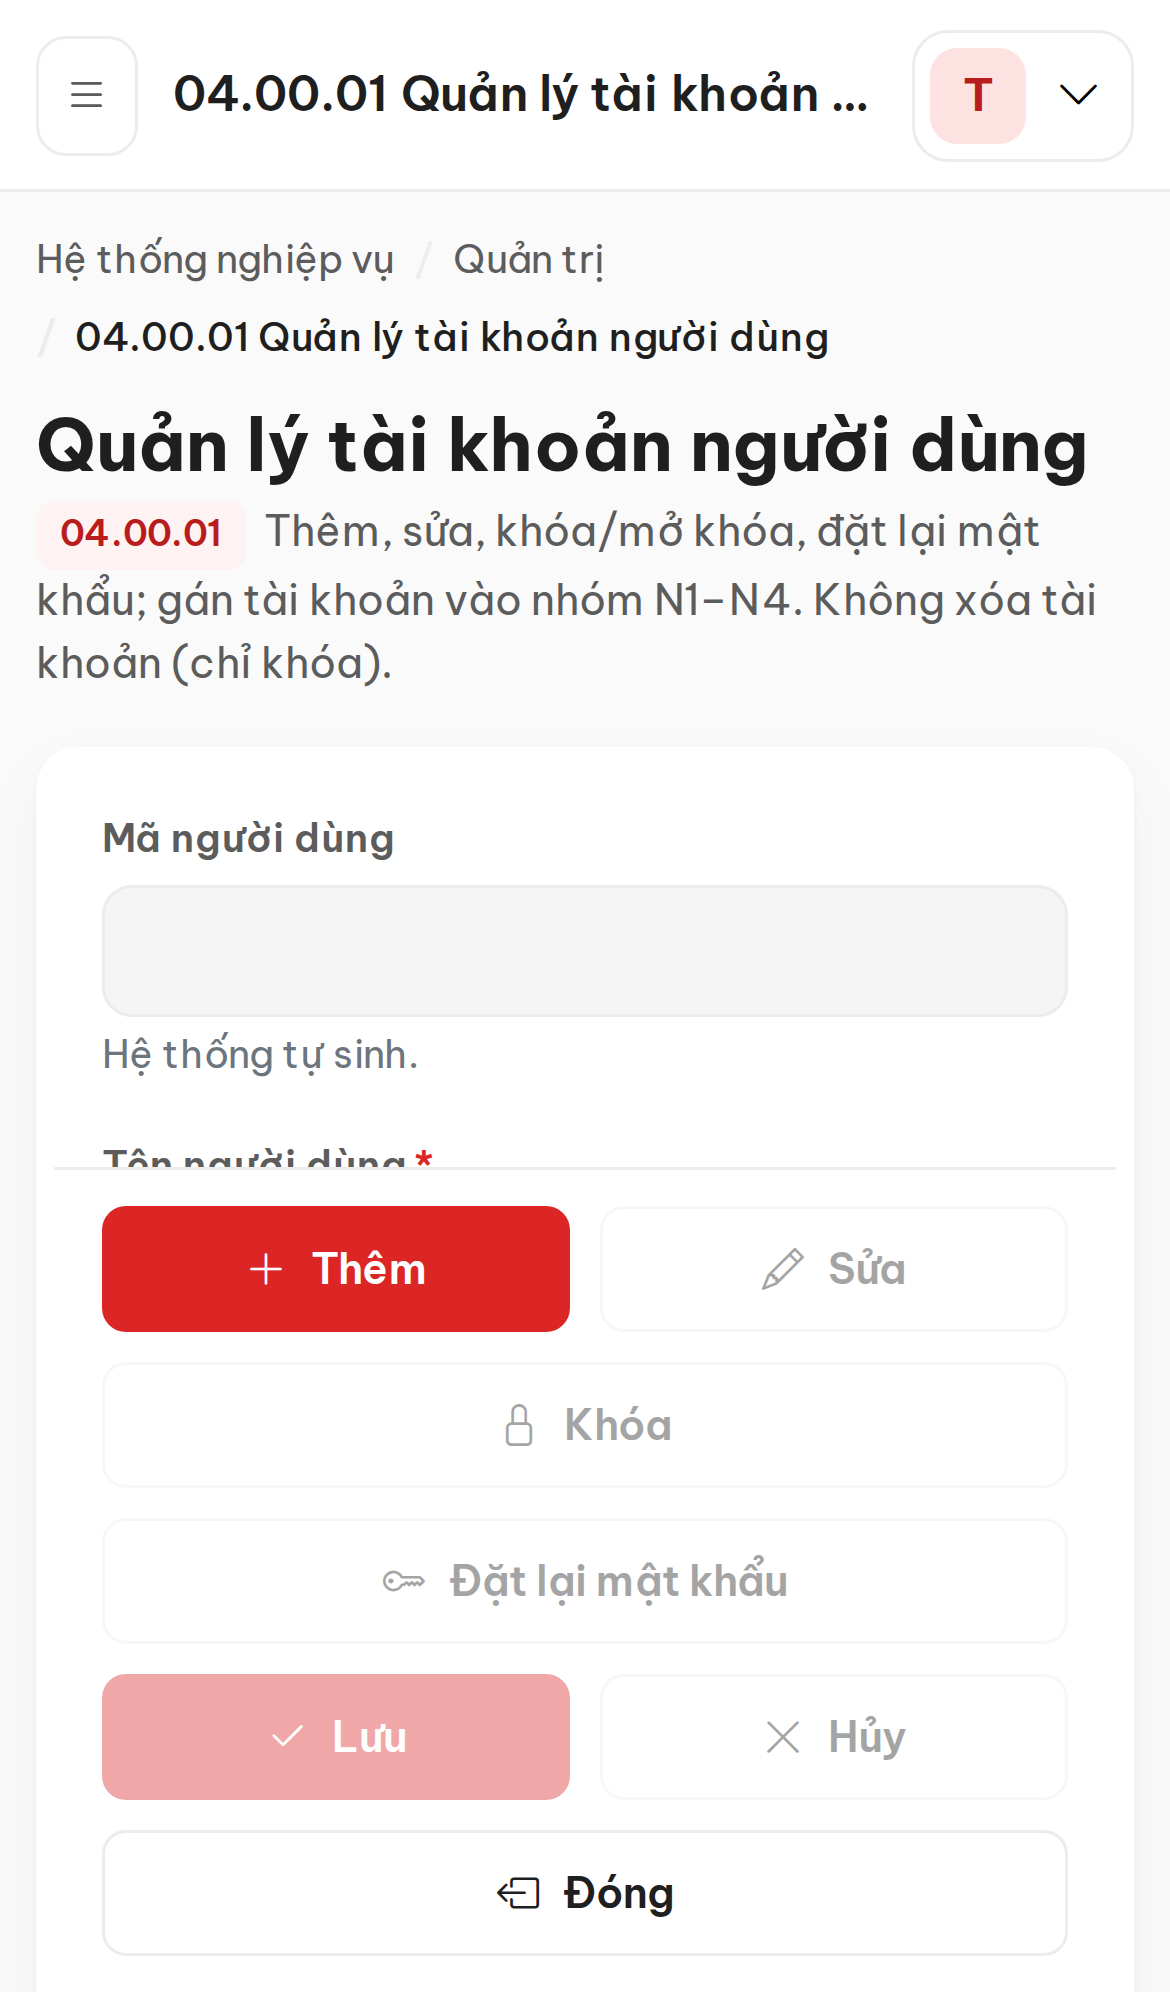 04.00.01 Quản lý tài khoản ...
T
Hệ thống nghiệp vụ / Quản trị
/ 04.00.01 Quản lý tài khoản người dùng
Quản lý tài khoản người dùng
04.00.01 Thêm, sửa, khóa/mở khóa, đặt lại mật
khẩu; gán tài khoản vào nhóm N1–N4. Không xóa tài
khoản (chỉ khóa).
Mã người dùng
Hệ thống tự sinh.
Tên người dùng *
Thêm
Sửa
Khóa
Đặt lại mật khẩu
Lưu
Hủy
Đóng